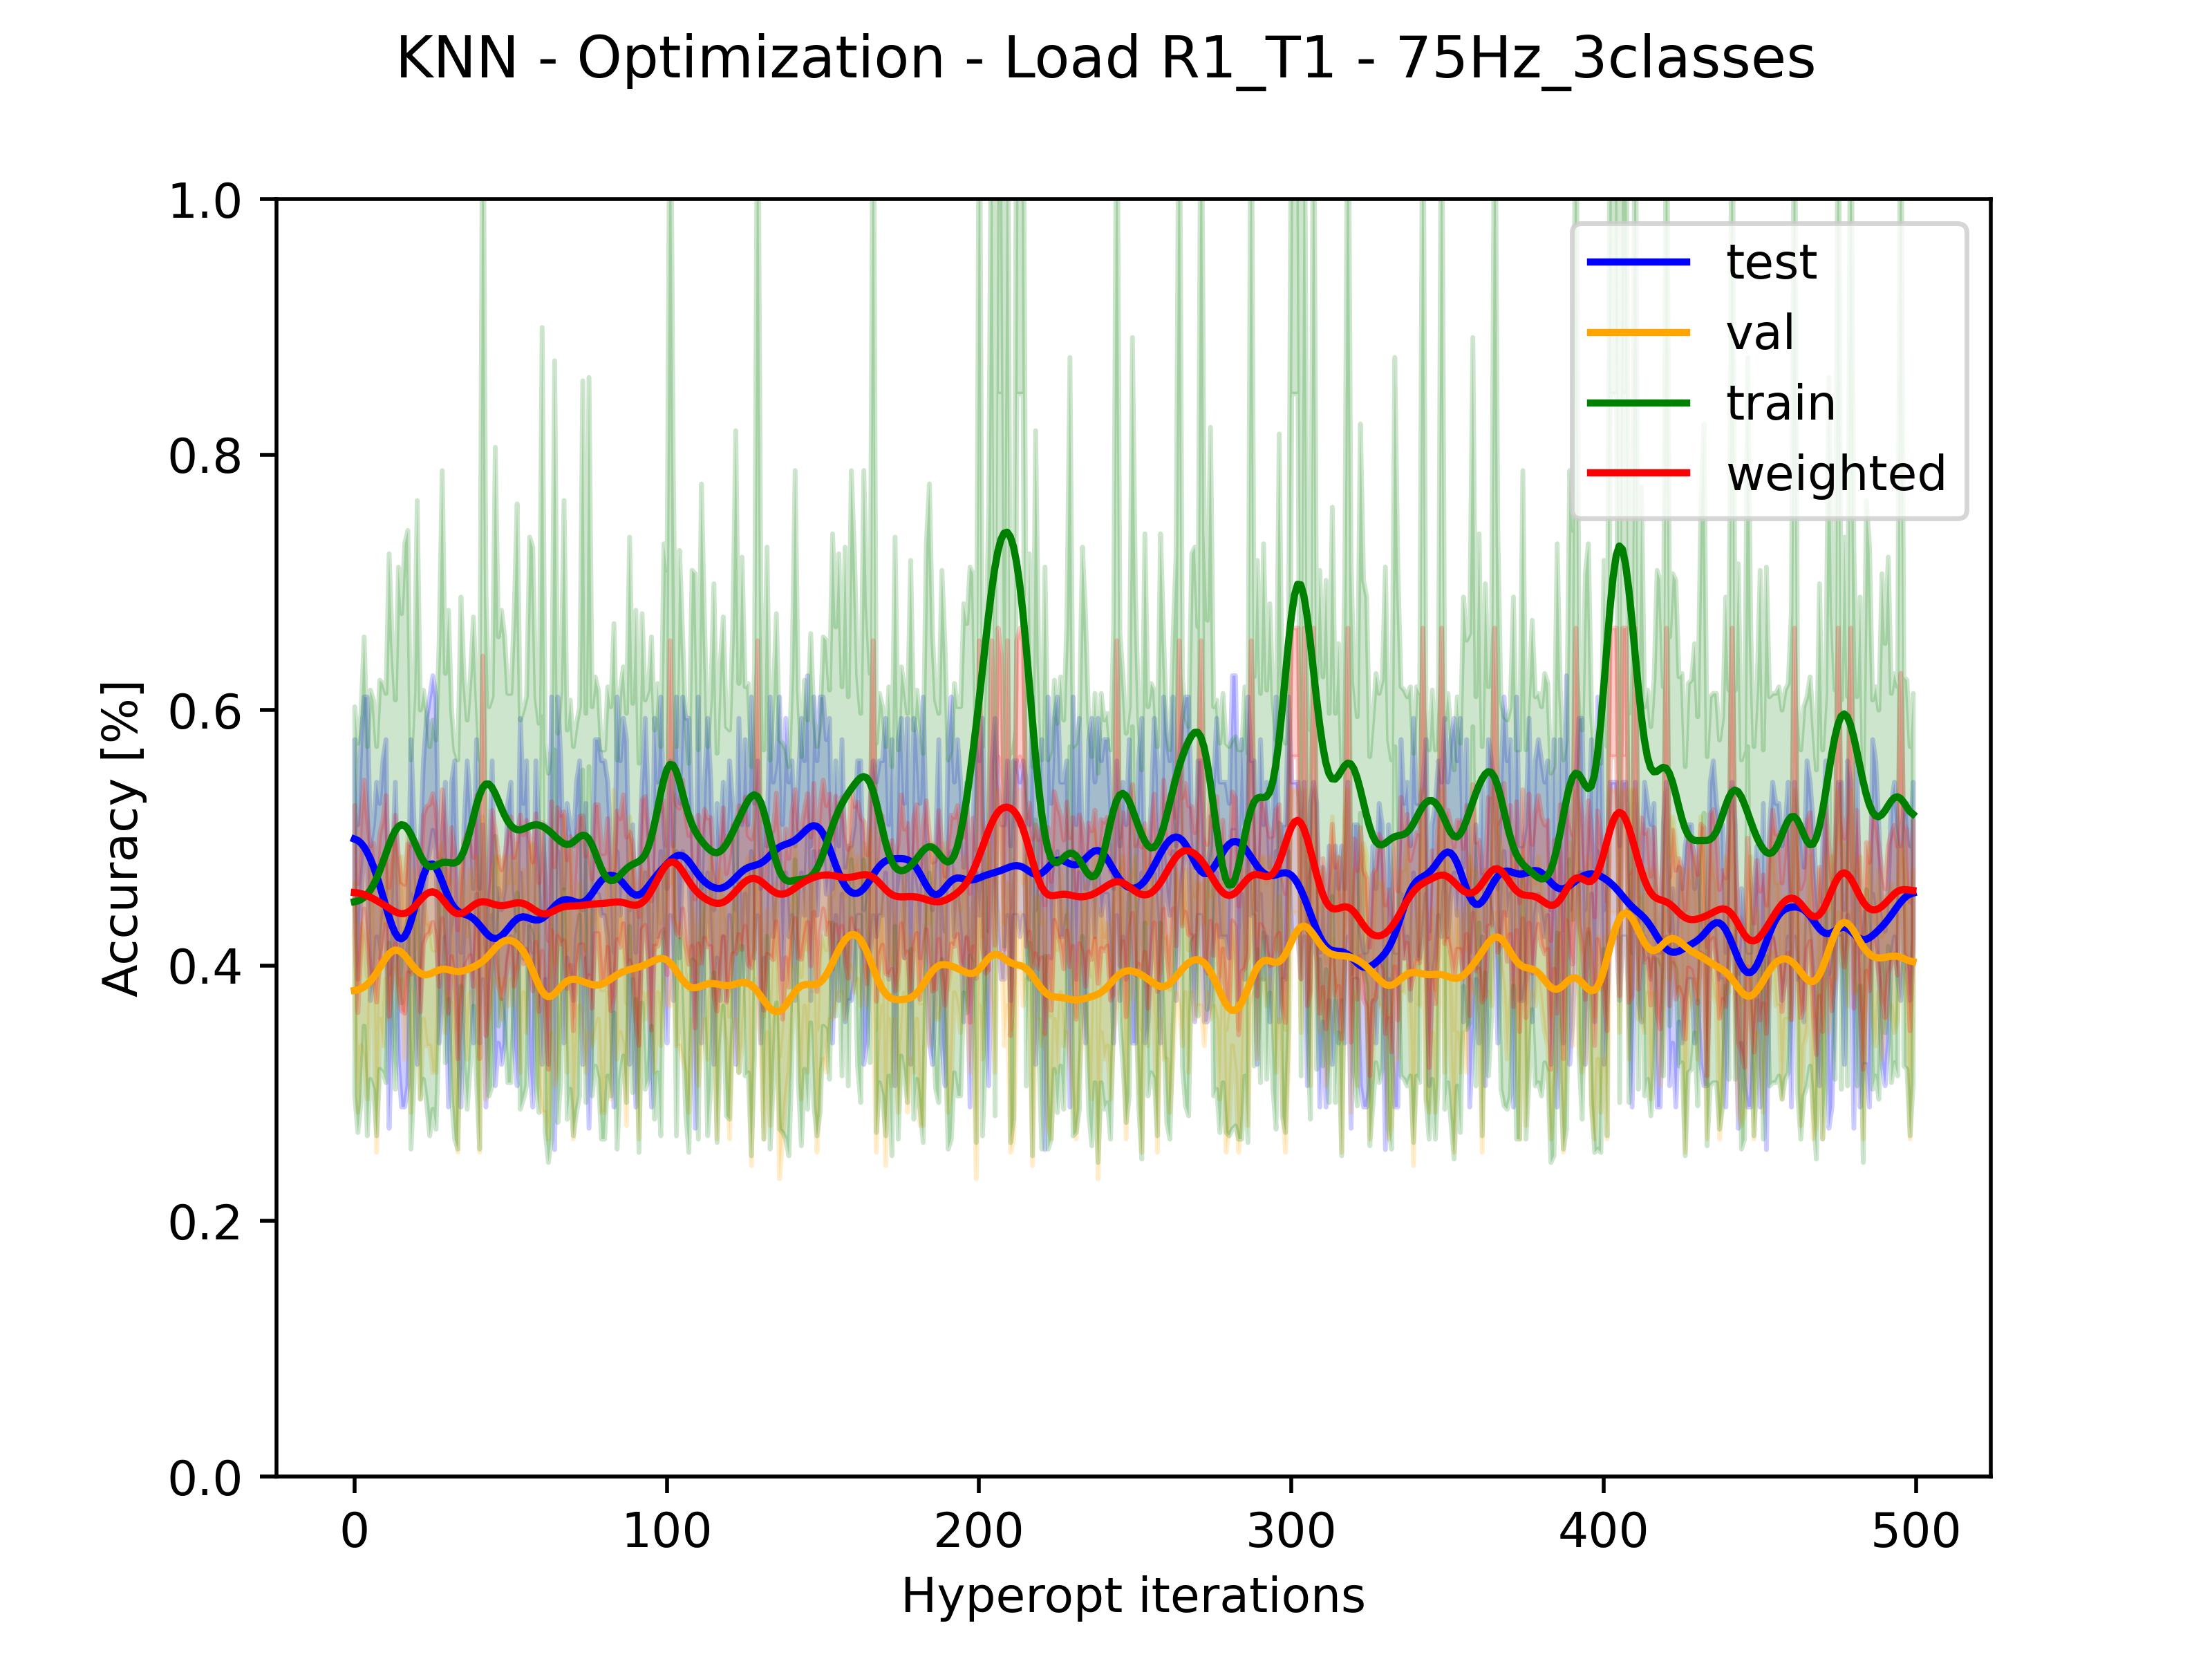 KNN - Optimization - Load R1_T1 - 75Hz_3classes
1.0
0.8
0.6
0.4
0.2
0.0
Accuracy [%]
test
val
train
weighted
0 100 200 300 400 500
Hyperopt iterations